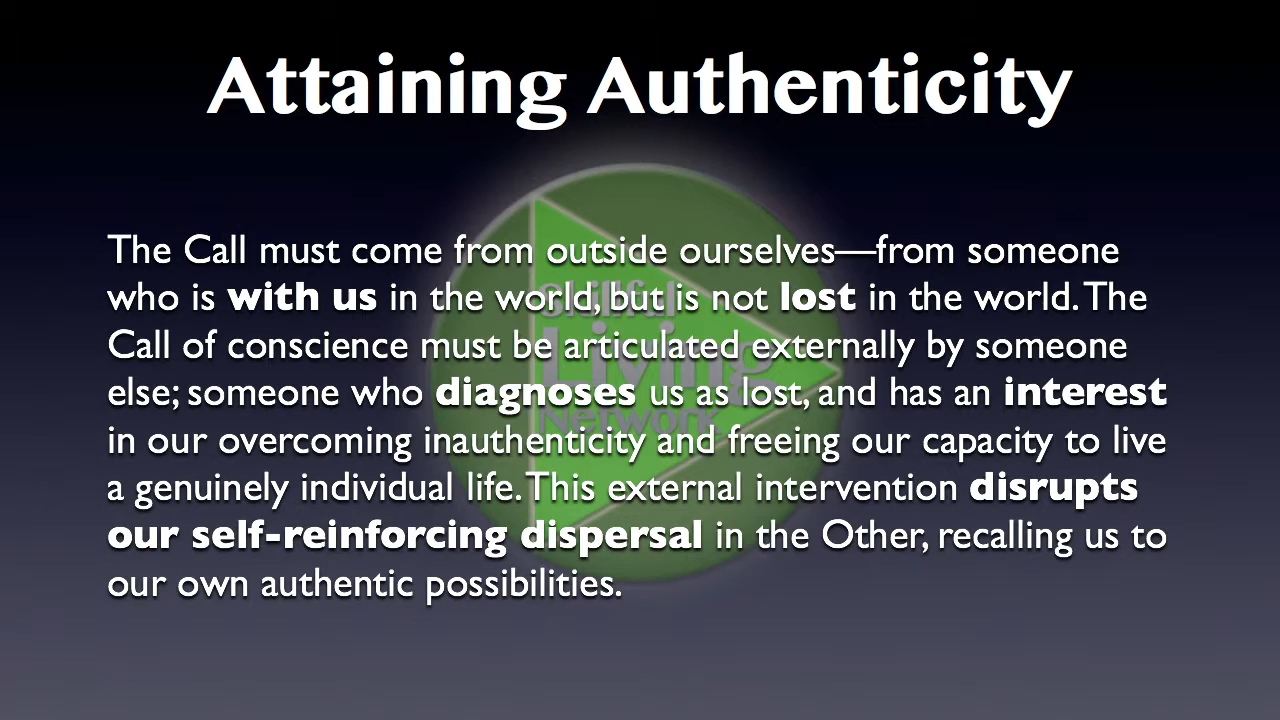 Attaining Authenticity
The Call must come from outside ourselves—from someone
who is with us in the world, but is not lost in the world. The
Call of conscience must be articulated externally by someone
else; someone who diagnoses us as lost, and has an interest
in our overcoming inauthenticity and freeing our capacity to live
a genuinely individual life. This external intervention disrupts
our self-reinforcing dispersal in the Other, recalling us to
our own authentic possibilities.
Skillful
Living
Network